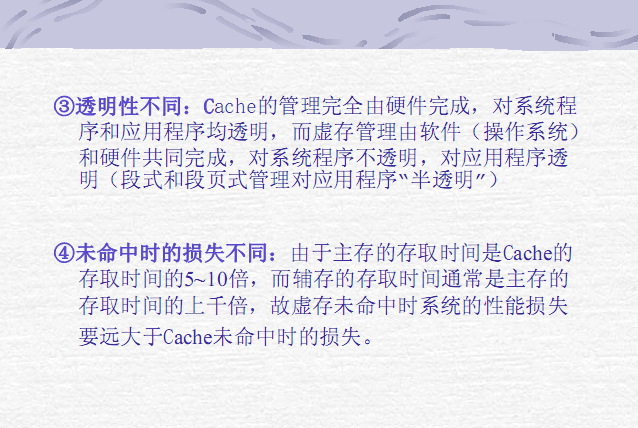 ③透明性不同：Cache的管理完全由硬件完成，对系统程
序和应用程序均透明，而虚存管理由软件（操作系统）
和硬件共同完成，对系统程序不透明，对应用程序透
明（段式和段页式管理对应用程序“半透明”）
④未命中时的损失不同：由于主存的存取时间是Cache的
存取时间的5~10倍，而辅存的存取时间通常是主存的
存取时间的上千倍，故虚存未命中时系统的性能损失
要远大于Cache未命中时的损失。